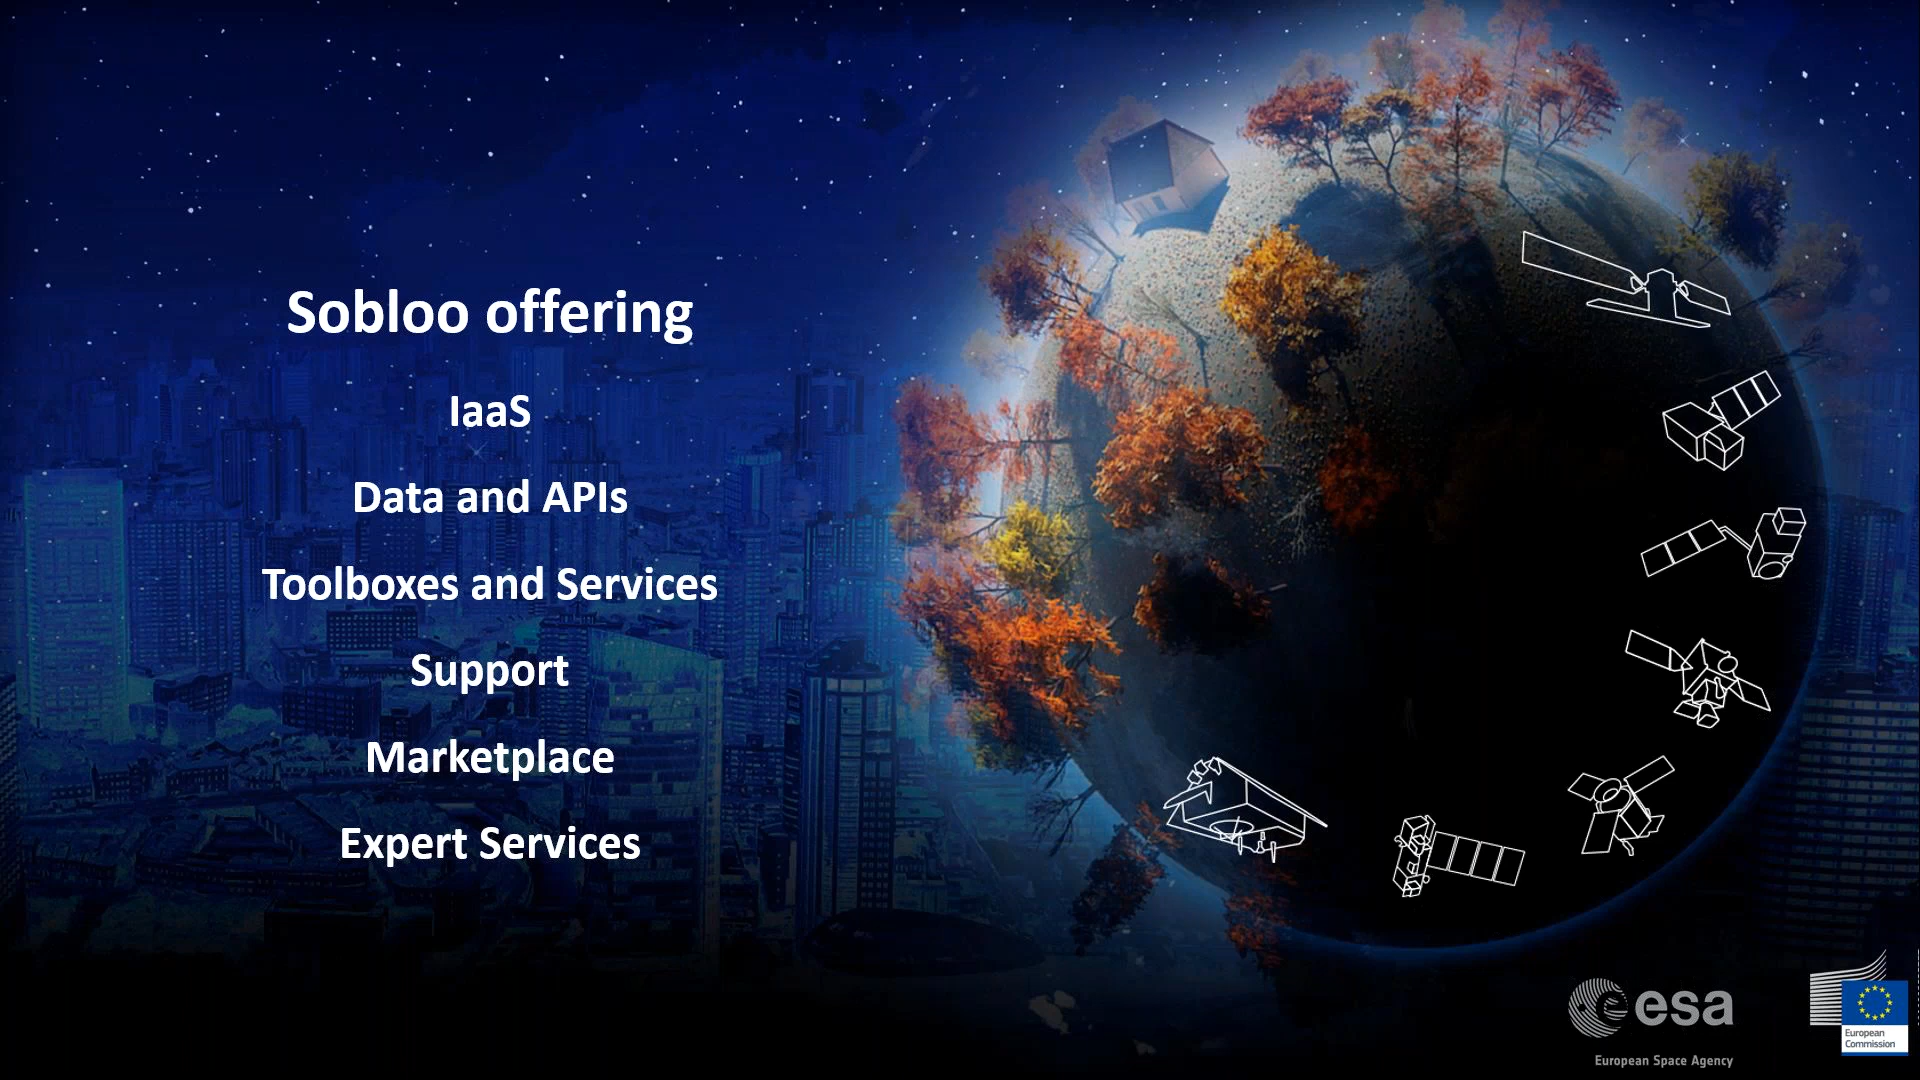 Sobloo offering
IaaS
Data and APIs
Toolboxes and Services
Support
Marketplace
Expert Services
esa
European Space Agency
European
Commission